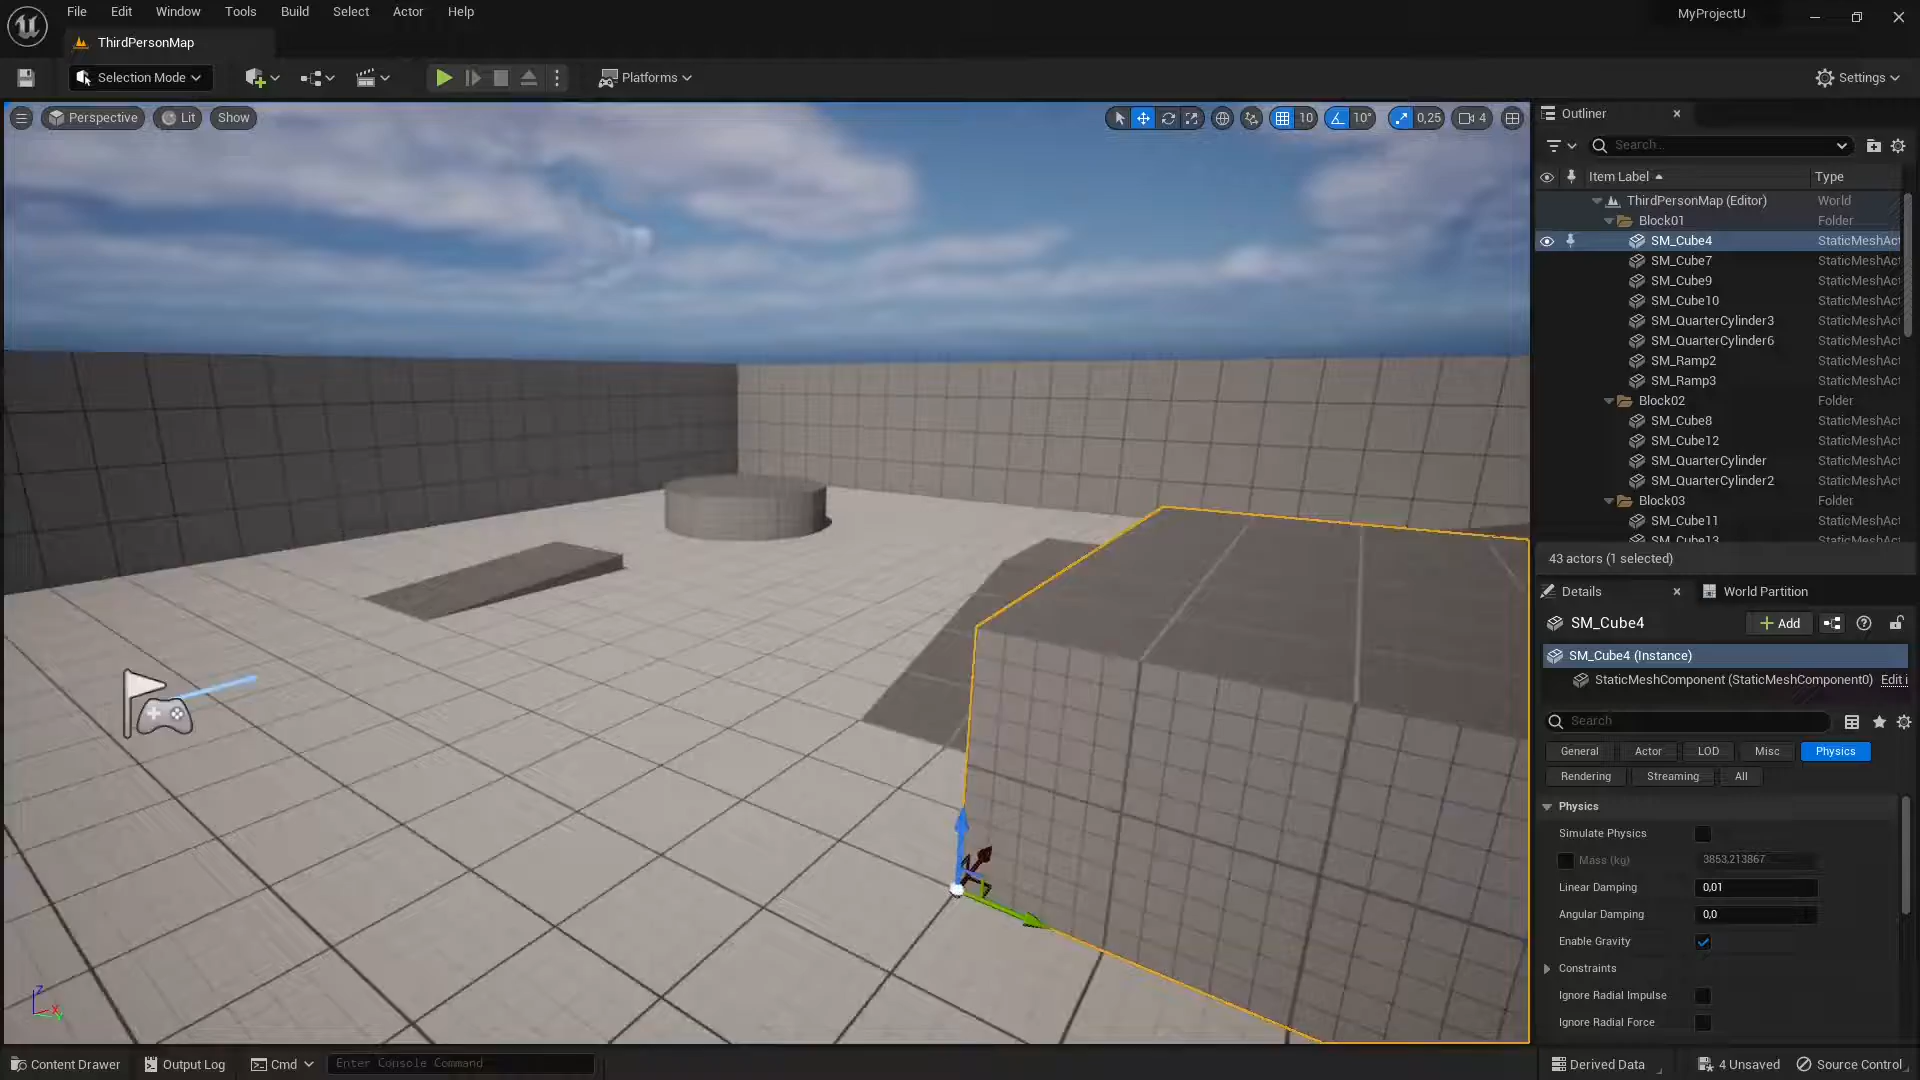 File Edit Window Tools Build Select Actor Help
MyProjectU
ThirdPersonMap
Selection Mode
Platforms
Settings
Perspective Lit Show
10 10° 0,25 4
Outliner
Search...
Item Label Type
ThirdPersonMap (Editor) World
Block01 Folder
SM_Cube4 StaticMeshAct
SM_Cube7 StaticMeshAct
SM_Cube9 StaticMeshAct
SM_Cube10 StaticMeshAct
SM_QuarterCylinder3 StaticMeshAct
SM_QuarterCylinder6 StaticMeshAct
SM_Ramp2 StaticMeshAct
SM_Ramp3 StaticMeshAct
Block02 Folder
SM_Cube8 StaticMeshAct
SM_Cube12 StaticMeshAct
SM_QuarterCylinder StaticMeshAct
SM_QuarterCylinder2 StaticMeshAct
Block03 Folder
SM_Cube11 StaticMeshAct
SM_Cube13 StaticMeshAct
43 actors (1 selected)
Details World Partition
SM_Cube4 Add
SM_Cube4 (Instance)
StaticMeshComponent (StaticMeshComponent0) Edit i
Search
General Actor LOD Misc Physics
Rendering Streaming All
Physics
Simulate Physics
Mass (kg) 3853,213867
Linear Damping 0,01
Angular Damping 0,0
Enable Gravity
Constraints
Ignore Radial Impulse
Ignore Radial Force
Z
X
Y
Content Drawer Output Log Cmd Enter Console Command
Derived Data 4 Unsaved Source Control